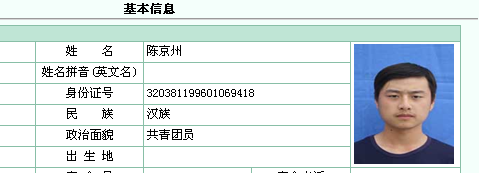 基本信息
姓 名 陈京州
姓名拼音(英文名)
身份证号 320381199601069418
民 族 汉族
政治面貌 共青团员
出 生 地